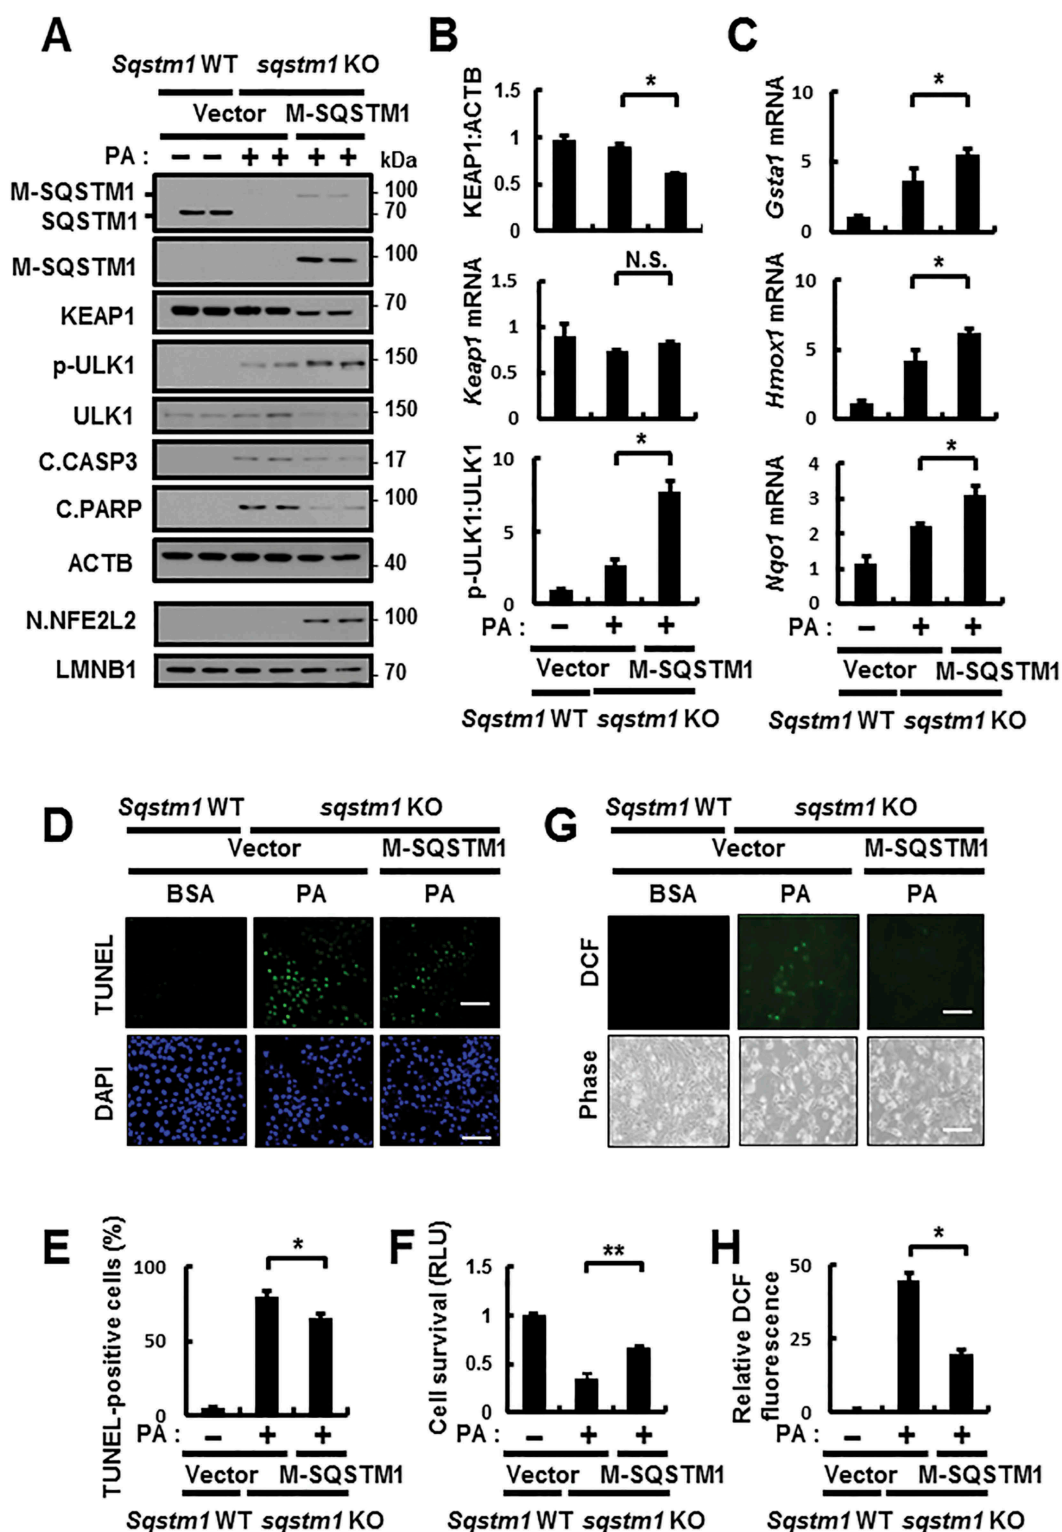 A
Sqstm1 WT sqstm1 KO
Vector M-SQSTM1
PA : – – + + + + kDa
M-SQSTM1 100
SQSTM1 70
M-SQSTM1 100
KEAP1 70
p-ULK1 150
ULK1 150
C.CASP3 17
C.PARP 100
ACTB 40
N.NFE2L2 100
LMNB1 70
B
KEAP1:ACTB
1.5
1
0.5
0
*
Keap1 mRNA
1.5
1
0.5
0
N.S.
p-ULK1:ULK1
10
5
0
*
PA : – + +
Vector M-SQSTM1
Sqstm1 WT sqstm1 KO
C
Gsta1 mRNA
10
5
0
*
Hmox1 mRNA
10
5
0
*
Nqo1 mRNA
4
3
2
1
0
*
PA : – + +
Vector M-SQSTM1
Sqstm1 WT sqstm1 KO
D
Sqstm1 WT sqstm1 KO
Vector M-SQSTM1
BSA PA PA
TUNEL
DAPI
G
Sqstm1 WT sqstm1 KO
Vector M-SQSTM1
BSA PA PA
DCF
Phase
E
TUNEL-positive cells (%)
100
50
0
*
PA : – + +
Vector M-SQSTM1
Sqstm1 WT sqstm1 KO
F
Cell survival (RLU)
1.5
1
0.5
0
**
PA : – + +
Vector M-SQSTM1
Sqstm1 WT sqstm1 KO
H
Relative DCF
fluorescence
50
25
0
*
PA : – + +
Vector M-SQSTM1
Sqstm1 WT sqstm1 KO